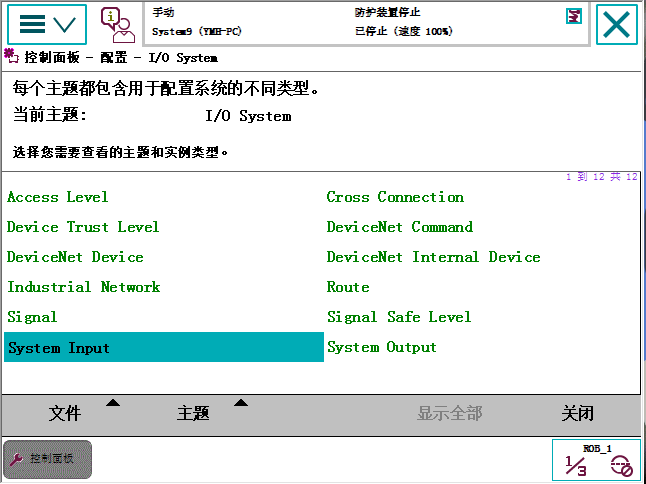 手动
防护装置停止
System9 (YMH-PC)
已停止 (速度 100%)
控制面板 - 配置 - I/O System
每个主题都包含用于配置系统的不同类型。
当前主题: I/O System
选择您需要查看的主题和实例类型。
1 到 12 共 12
Access Level
Cross Connection
Device Trust Level
DeviceNet Command
DeviceNet Device
DeviceNet Internal Device
Industrial Network
Route
Signal
Signal Safe Level
System Input
System Output
文件
主题
显示全部
关闭
控制面板
ROB_1
1/3